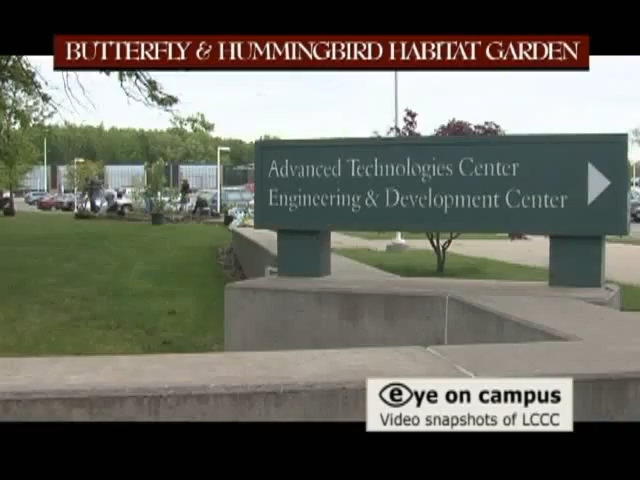 BUTTERFLY & HUMMINGBIRD HABITAT GARDEN
Advanced Technologies Center
Engineering & Development Center
eye on campus
Video snapshots of LCCC